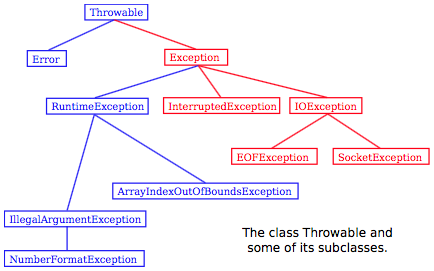 Throwable
Error
Exception
RuntimeException
InterruptedException
IOException
EOFException
SocketException
ArrayIndexOutOfBoundsException
IllegalArgumentException
NumberFormatException
The class Throwable and
some of its subclasses.